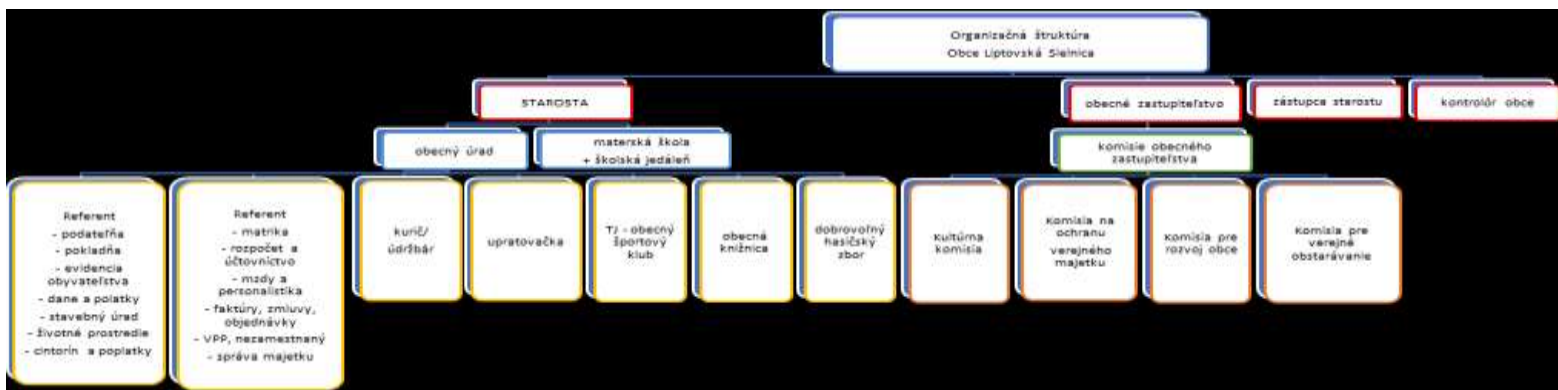 Organizačná štruktúra
Obce Liptovská Sielnica
STAROSTA
obecné zastupiteľstvo
zástupca starostu
kontrolór obce
obecný úrad
materská škola
+ školská jedáleň
komisie obecného
zastupiteľstva
Referent
- podateľňa
- pokladňa
- evidencia
obyvateľstva
- dane a polatky
- stavebný úrad
- životné prostredie
- cintorín a poplatky
Referent
- matrika
- rozpočet a
účtovníctvo
- mzdy a
personalistika
- faktúry, zmluvy,
objednávky
- VPP, nezamestnaný
- správa majetku
kurič/
údržbár
upratovačka
TJ - obecný
športový
klub
obecná
knižnica
dobrovoľný
hasičský
zbor
Kultúrna
komisia
Komisia na
ochranu
verejného
majetku
Komisia pre
rozvoj obce
Komisia pre
verejné
obstarávanie